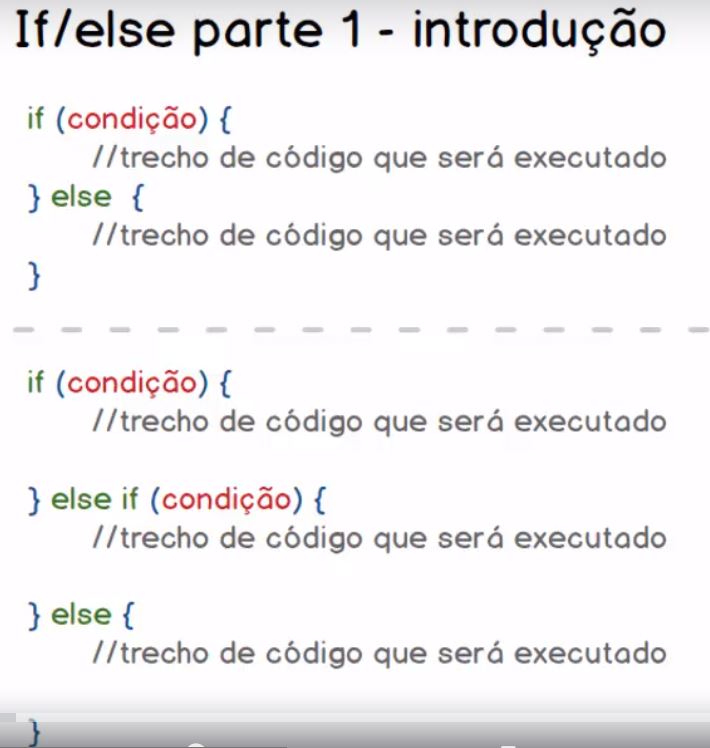 If/else parte 1 - introdução
if (condição) {
//trecho de código que será executado
} else {
//trecho de código que será executado
}
if (condição) {
//trecho de código que será executado
} else if (condição) {
//trecho de código que será executado
} else {
//trecho de código que será executado
}